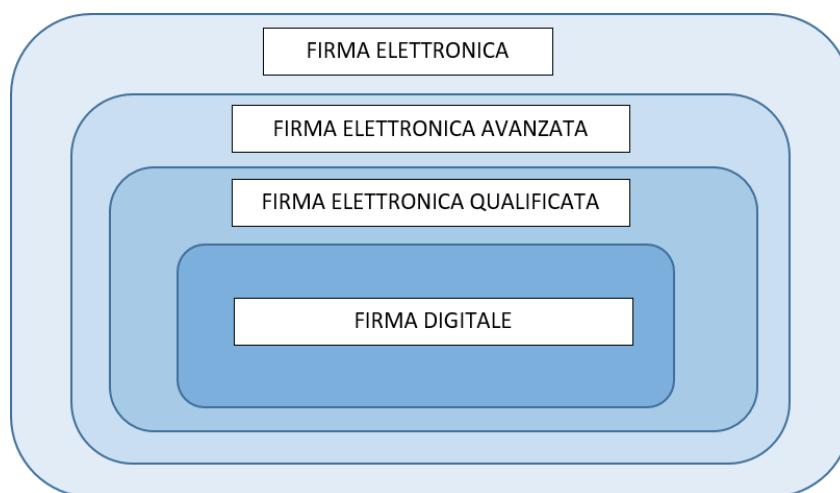 FIRMA ELETTRONICA
FIRMA ELETTRONICA AVANZATA
FIRMA ELETTRONICA QUALIFICATA
FIRMA DIGITALE